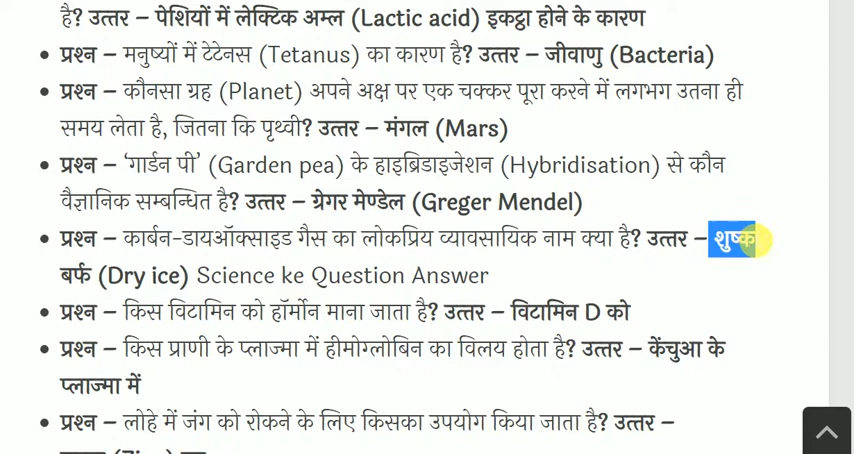 है? उत्तर – पेशियों में लेक्टिक अम्ल (Lactic acid) इकट्ठा होने के कारण
प्रश्न – मनुष्यों में टेटेनस (Tetanus) का कारण है? उत्तर – जीवाणु (Bacteria)
प्रश्न – कौनसा ग्रह (Planet) अपने अक्ष पर एक चक्कर पूरा करने में लगभग उतना ही
समय लेता है, जितना कि पृथ्वी? उत्तर – मंगल (Mars)
प्रश्न – ‘गार्डन पी’ (Garden pea) के हाइब्रिडाइजेशन (Hybridisation) से कौन
वैज्ञानिक सम्बन्धित है? उत्तर – ग्रेगर मेण्डेल (Greger Mendel)
प्रश्न – कार्बन-डायऑक्साइड गैस का लोकप्रिय व्यावसायिक नाम क्या है? उत्तर – शुष्क
बर्फ (Dry ice) Science ke Question Answer
प्रश्न – किस विटामिन को हॉर्मोन माना जाता है? उत्तर – विटामिन D को
प्रश्न – किस प्राणी के प्लाज्मा में हीमोग्लोबिन का विलय होता है? उत्तर – केंचुआ के
प्लाज्मा में
प्रश्न – लोहे में जंग को रोकने के लिए किसका उपयोग किया जाता है? उत्तर –